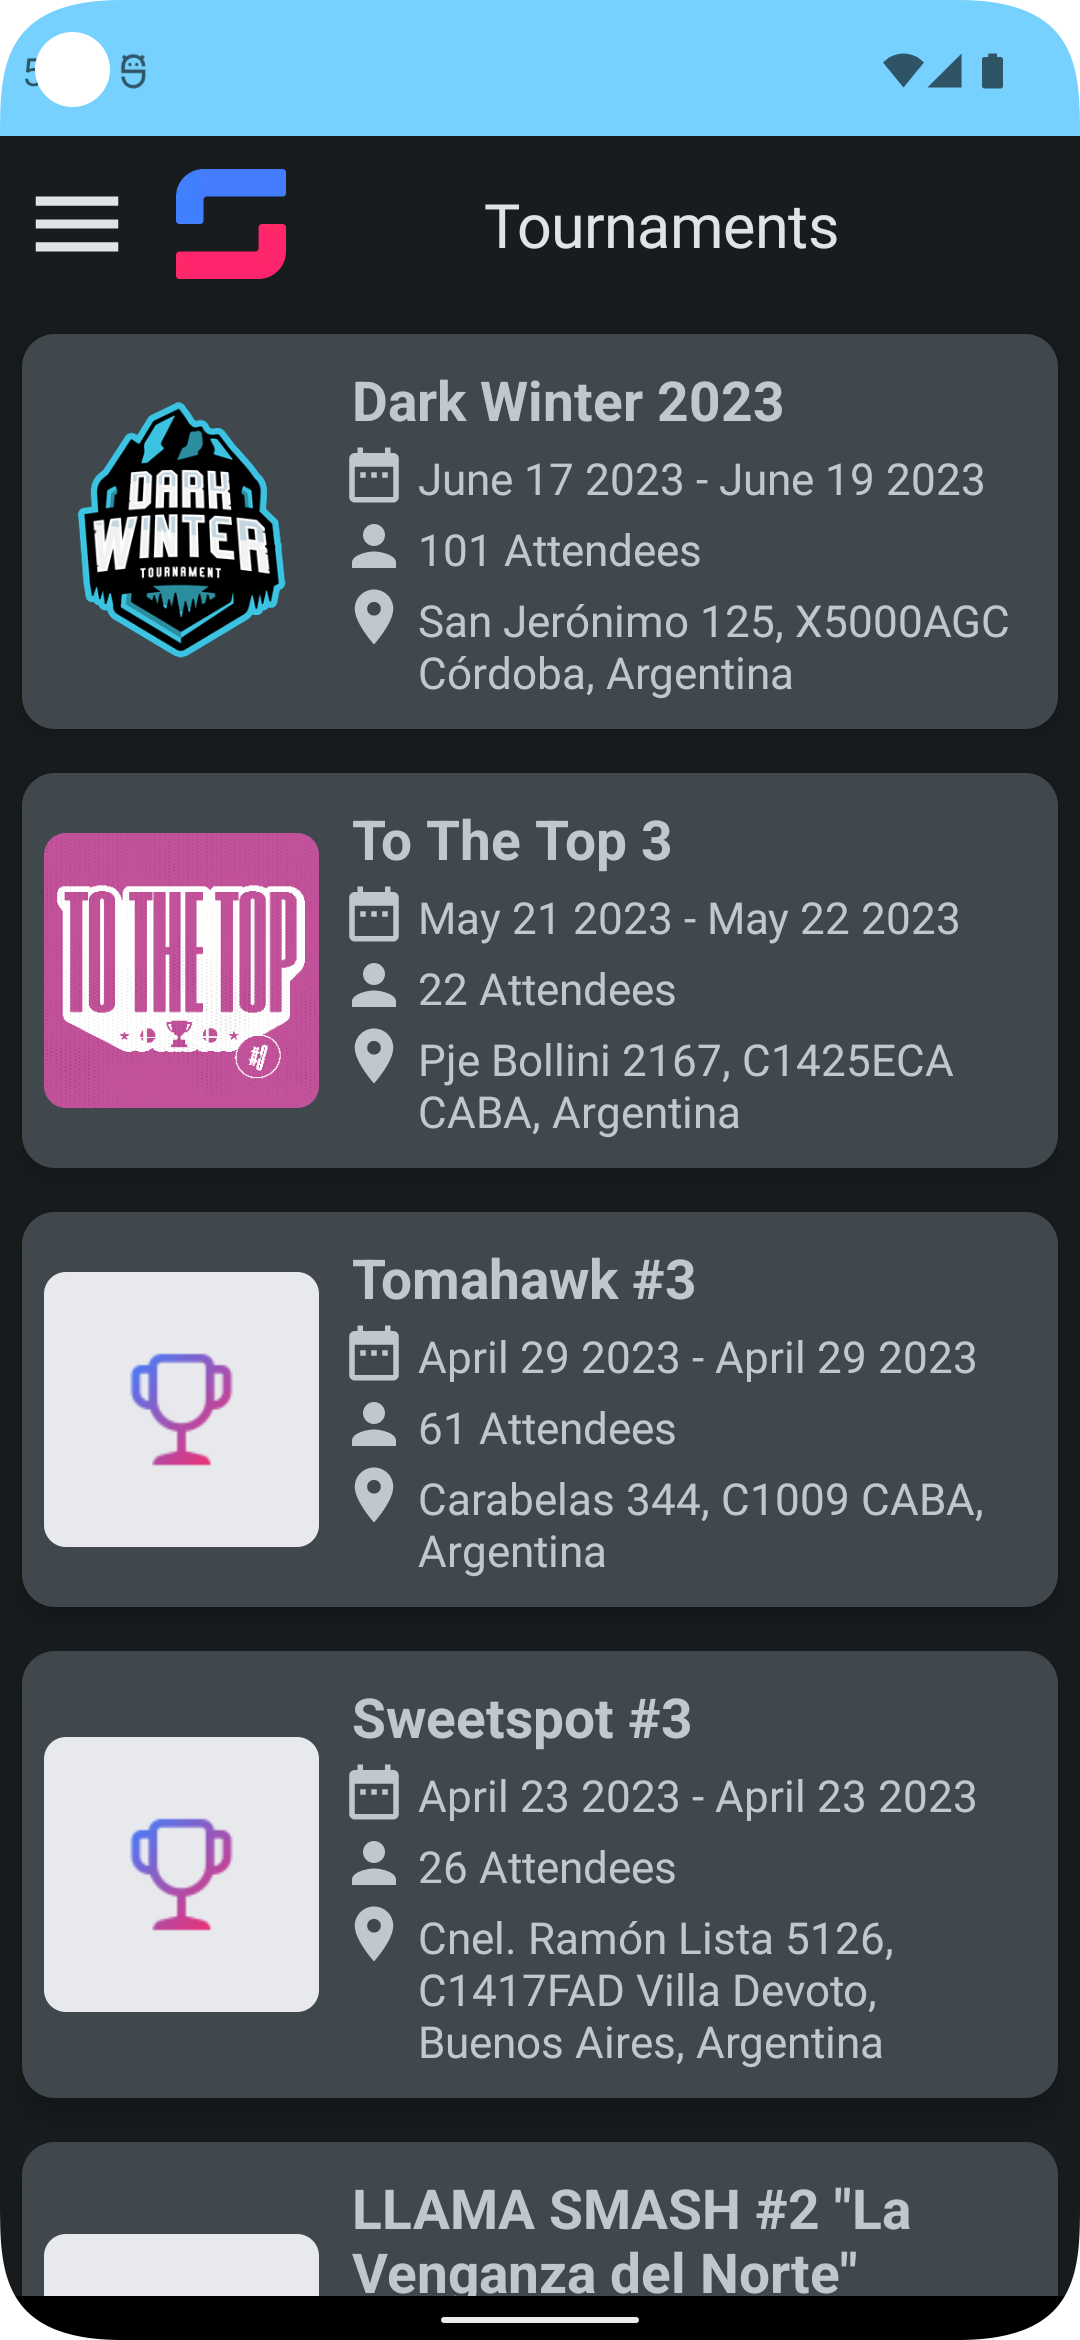 Tournaments
Dark Winter 2023
June 17 2023 - June 19 2023
101 Attendees
San Jerónimo 125, X5000AGC
Córdoba, Argentina
DARK
WINTER
TOURNAMENT
To The Top 3
May 21 2023 - May 22 2023
22 Attendees
Pje Bollini 2167, C1425ECA
CABA, Argentina
TO THE TOP
#3
Tomahawk #3
April 29 2023 - April 29 2023
61 Attendees
Carabelas 344, C1009 CABA,
Argentina
Sweetspot #3
April 23 2023 - April 23 2023
26 Attendees
Cnel. Ramón Lista 5126,
C1417FAD Villa Devoto,
Buenos Aires, Argentina
LLAMA SMASH #2 "La
Venganza del Norte"